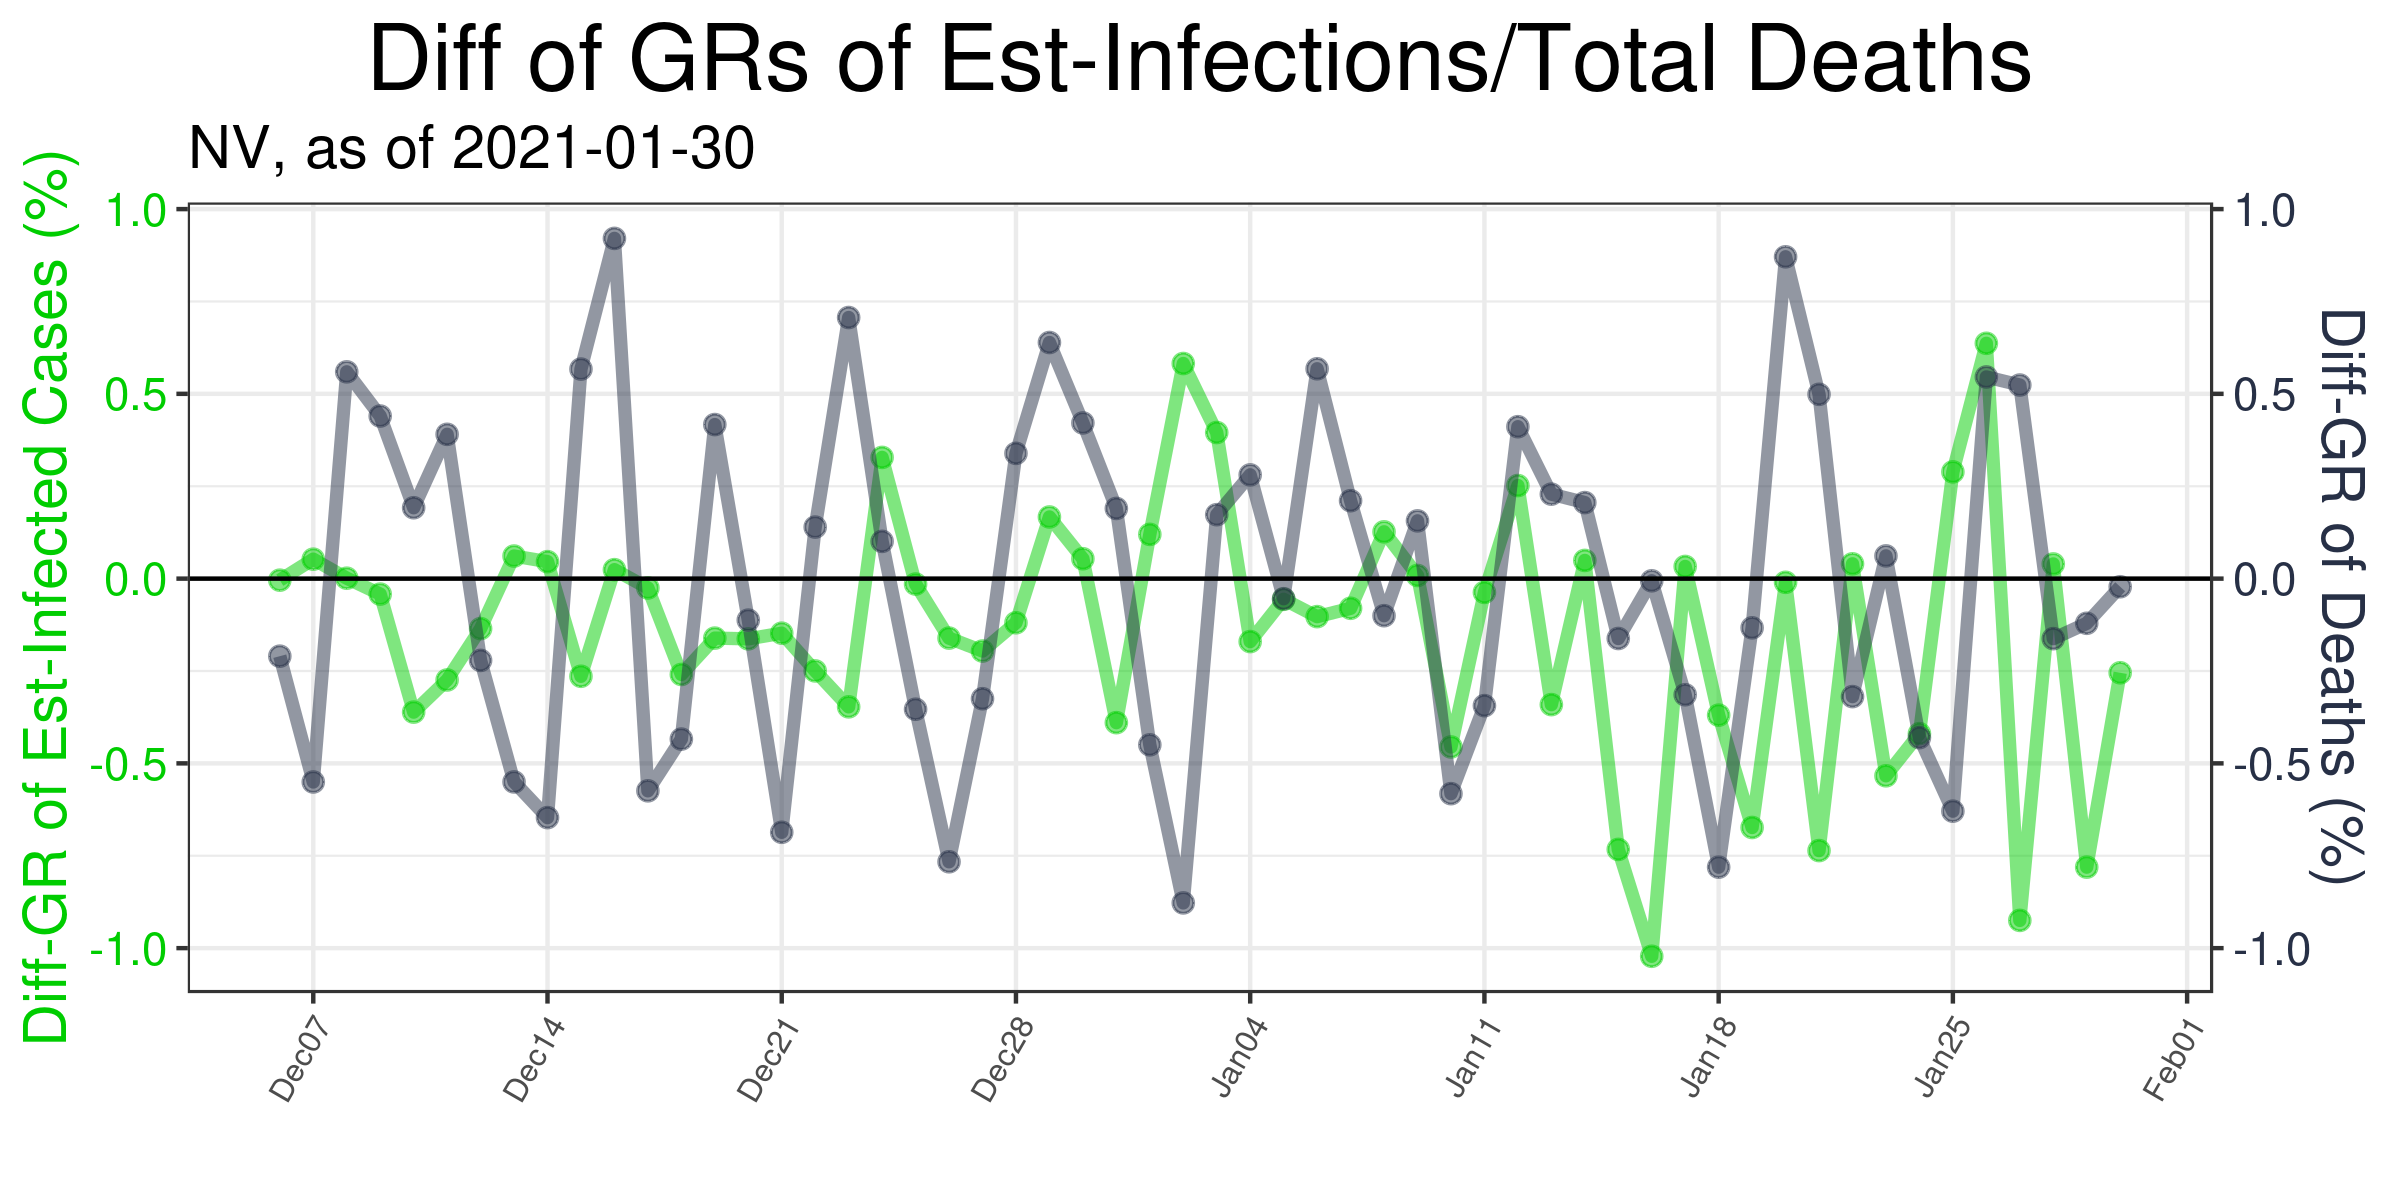 Diff of GRs of Est-Infections/Total Deaths
NV, as of 2021-01-30
Diff-GR of Est-Infected Cases (%)
1.0
0.5
0.0
-0.5
-1.0
1.0
0.5
0.0
-0.5
-1.0
Diff-GR of Deaths (%)
Dec07
Dec14
Dec21
Dec28
Jan04
Jan11
Jan18
Jan25
Feb01